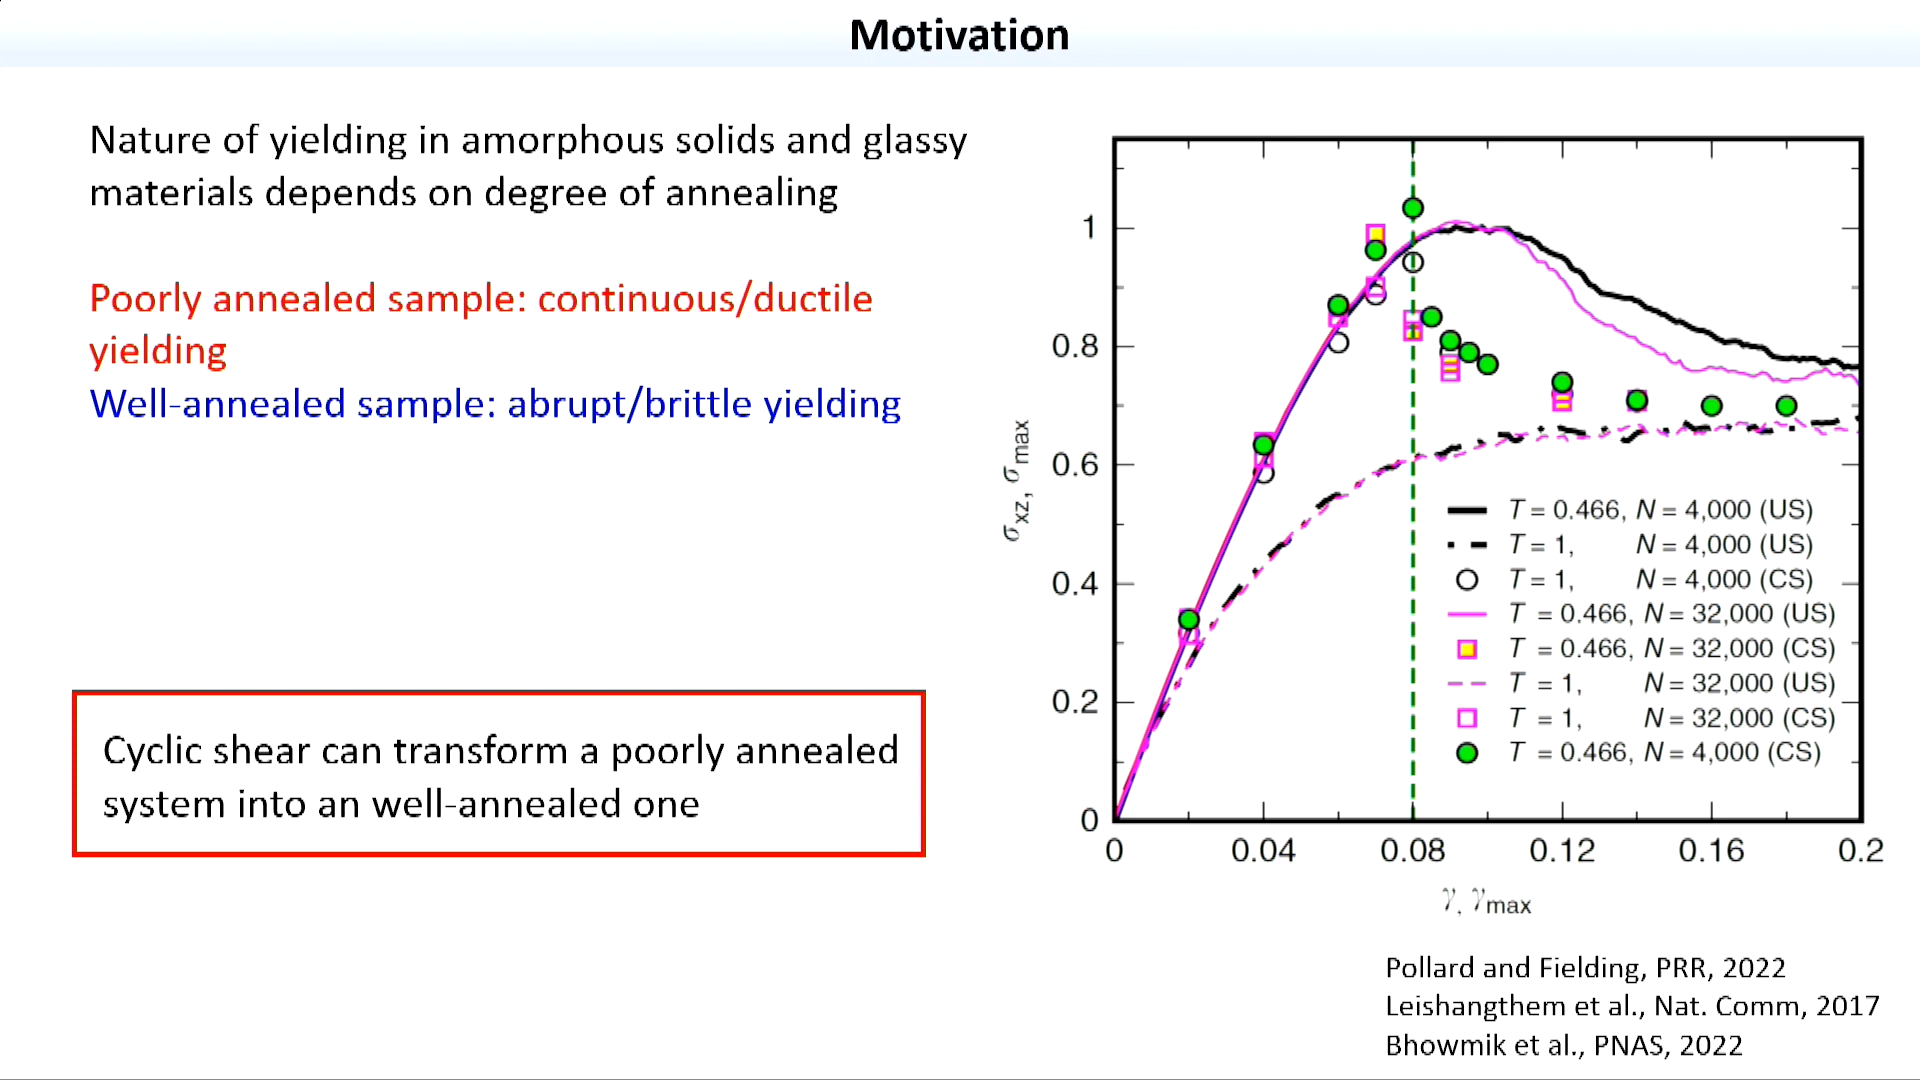 Motivation
Nature of yielding in amorphous solids and glassy
materials depends on degree of annealing
Poorly annealed sample: continuous/ductile
yielding
Well-annealed sample: abrupt/brittle yielding
Cyclic shear can transform a poorly annealed
system into an well-annealed one
1
0.8
0.6
0.4
0.2
0
σxz, σmax
T = 0.466, N = 4,000 (US)
T = 1, N = 4,000 (US)
T = 1, N = 4,000 (CS)
T = 0.466, N = 32,000 (US)
T = 0.466, N = 32,000 (CS)
T = 1, N = 32,000 (US)
T = 1, N = 32,000 (CS)
T = 0.466, N = 4,000 (CS)
0 0.04 0.08 0.12 0.16 0.2
γ, γmax
Pollard and Fielding, PRR, 2022
Leishangthem et al., Nat. Comm, 2017
Bhowmik et al., PNAS, 2022